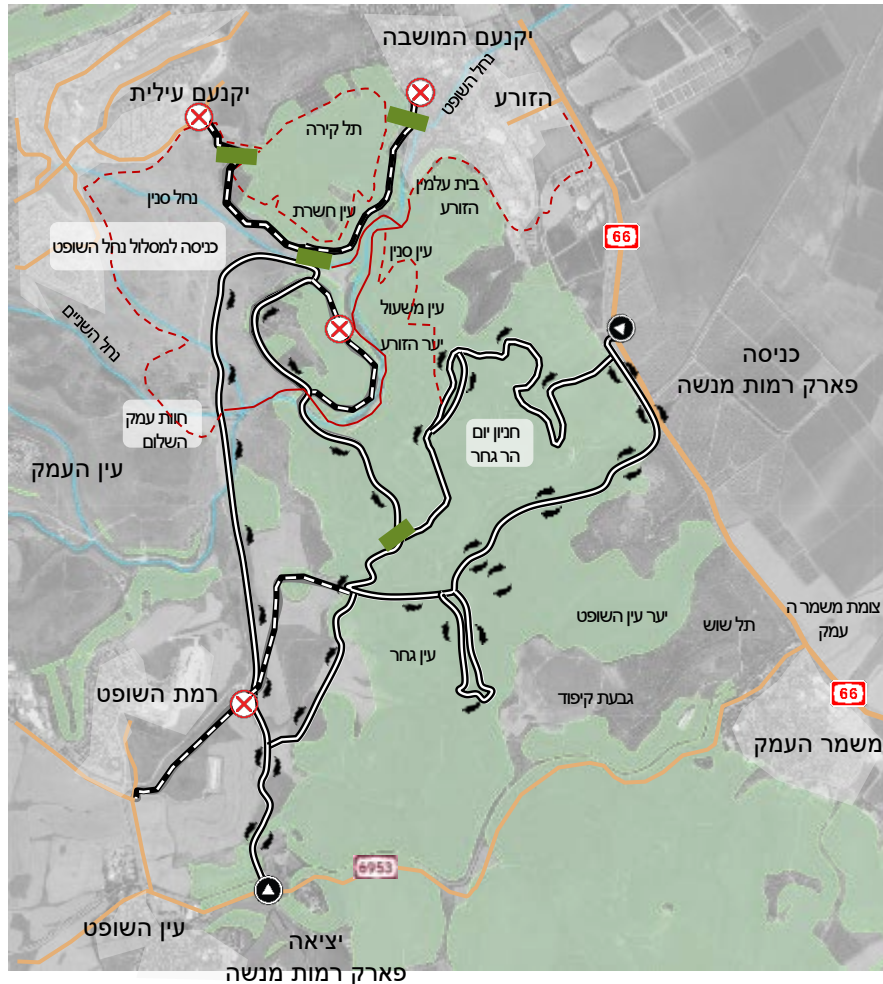 יקנעם המושבה
נחל השופט
יקנעם עילית
הזורע
תל קירה
בית עלמין
הזורע
נחל סנין
עין חשרת
כניסה למסלול נחל השופט
עין סנין
66
נחל השניים
עין משעול
יער הזורע
כניסה
פארק רמות מנשה
חוות עמק
השלום
חניון יום
הר גחר
עין העמק
יער עין השופט
תל שוש
צומת משמר ה
עמק
עין גחר
רמת השופט
גבעת קיפוד
66
משמר העמק
6953
עין השופט
יציאה
פארק רמות מנשה